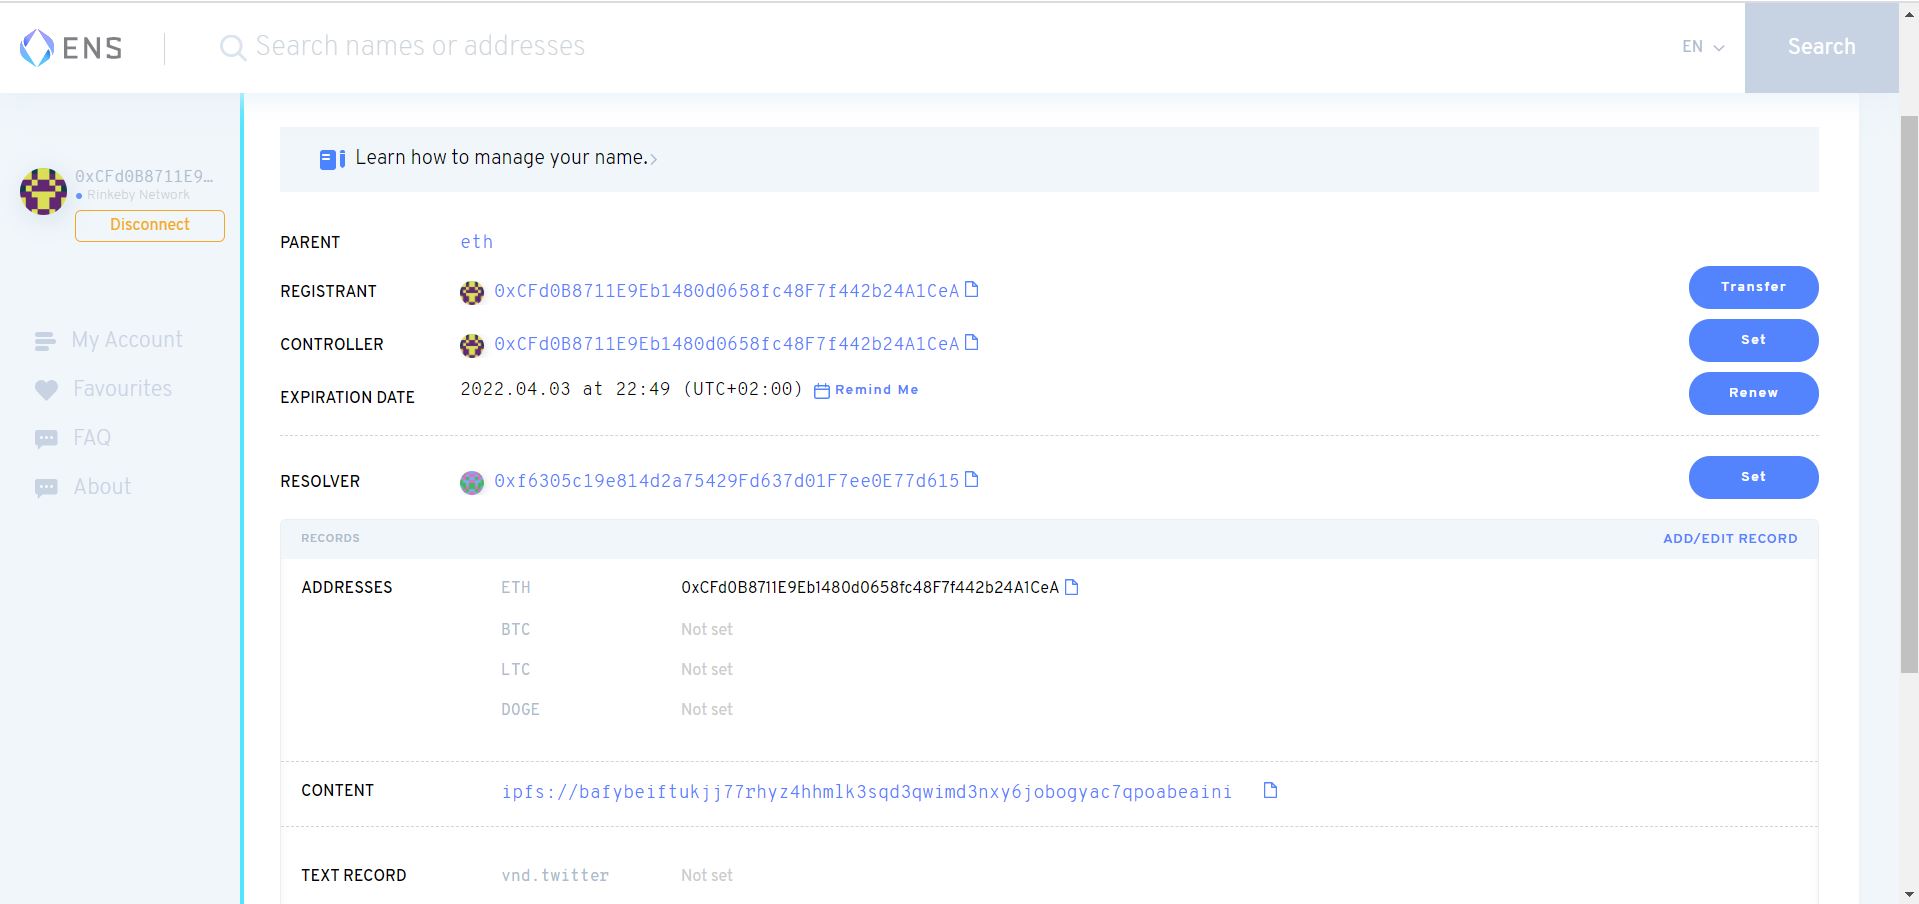 ENS
Search names or addresses
EN
Search
0xCFd0B8711E9...
Rinkeby Network
Disconnect
My Account
Favourites
FAQ
About
Learn how to manage your name.
PARENT eth
REGISTRANT 0xCFd0B8711E9Eb1480d0658fc48F7f442b24A1CeA Transfer
CONTROLLER 0xCFd0B8711E9Eb1480d0658fc48F7f442b24A1CeA Set
EXPIRATION DATE 2022.04.03 at 22:49 (UTC+02:00) Remind Me Renew
RESOLVER 0xf6305c19e814d2a75429Fd637d01F7ee0E77d615 Set
RECORDS ADD/EDIT RECORD
ADDRESSES ETH 0xCFd0B8711E9Eb1480d0658fc48F7f442b24A1CeA
BTC Not set
LTC Not set
DOGE Not set
CONTENT ipfs://bafybeiftukjj77rhyz4hhmlk3sqd3qwimd3nxy6jobogyac7qpoabeaini
TEXT RECORD vnd.twitter Not set